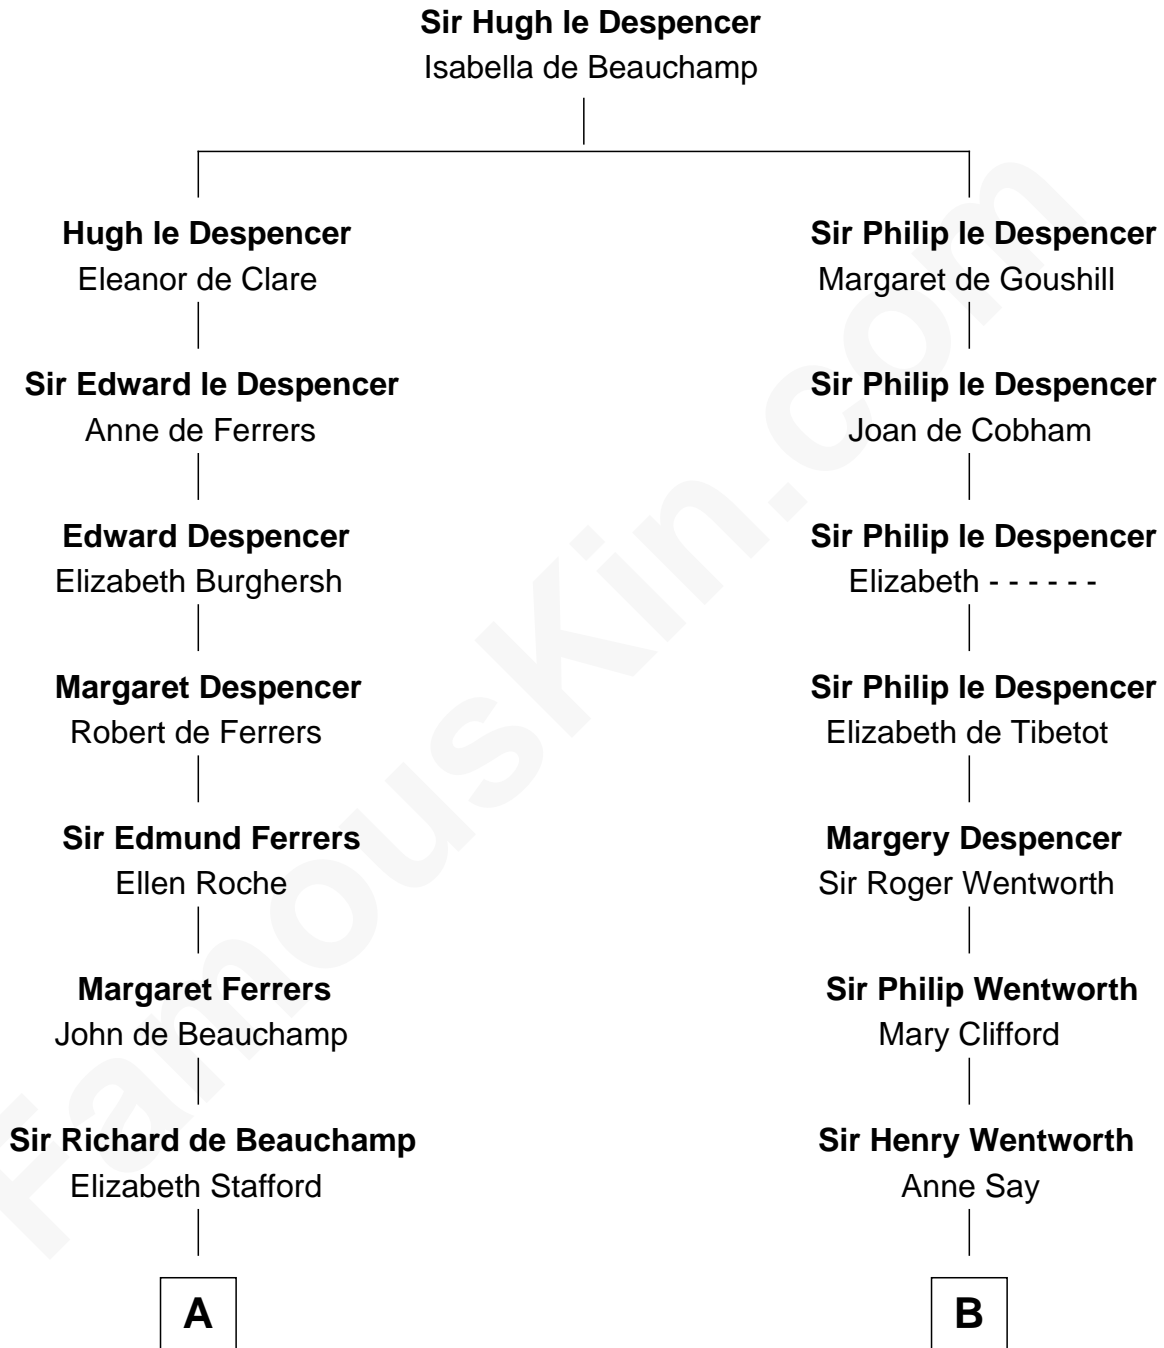 Sir Hugh le Despencer
Isabella de Beauchamp
Hugh le Despencer
Eleanor de Clare
Sir Philip le Despencer
Margaret de Goushill
Sir Edward le Despencer
Anne de Ferrers
Sir Philip le Despencer
Joan de Cobham
Edward Despencer
Elizabeth Burghersh
Sir Philip le Despencer
Elizabeth - - - - - -
Margaret Despencer
Robert de Ferrers
Sir Philip le Despencer
Elizabeth de Tibetot
Sir Edmund Ferrers
Ellen Roche
Margery Despencer
Sir Roger Wentworth
Margaret Ferrers
John de Beauchamp
Sir Philip Wentworth
Mary Clifford
Sir Richard de Beauchamp
Elizabeth Stafford
Sir Henry Wentworth
Anne Say
A
B
FamousKin.com